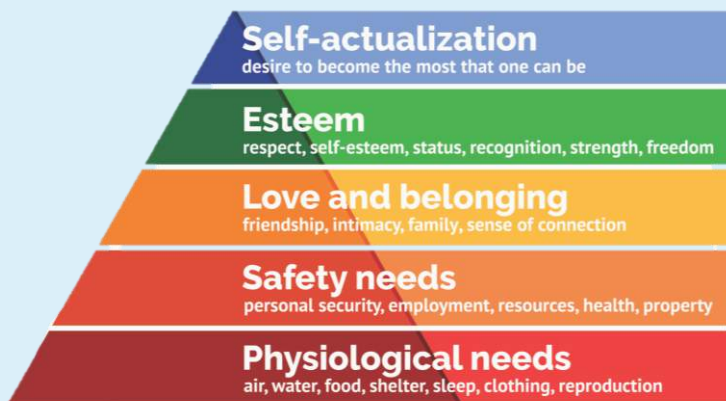 Self-actualization
desire to become the most that one can be
Esteem
respect, self-esteem, status, recognition, strength, freedom
Love and belonging
friendship, intimacy, family, sense of connection
Safety needs
personal security, employment, resources, health, property
Physiological needs
air, water, food, shelter, sleep, clothing, reproduction